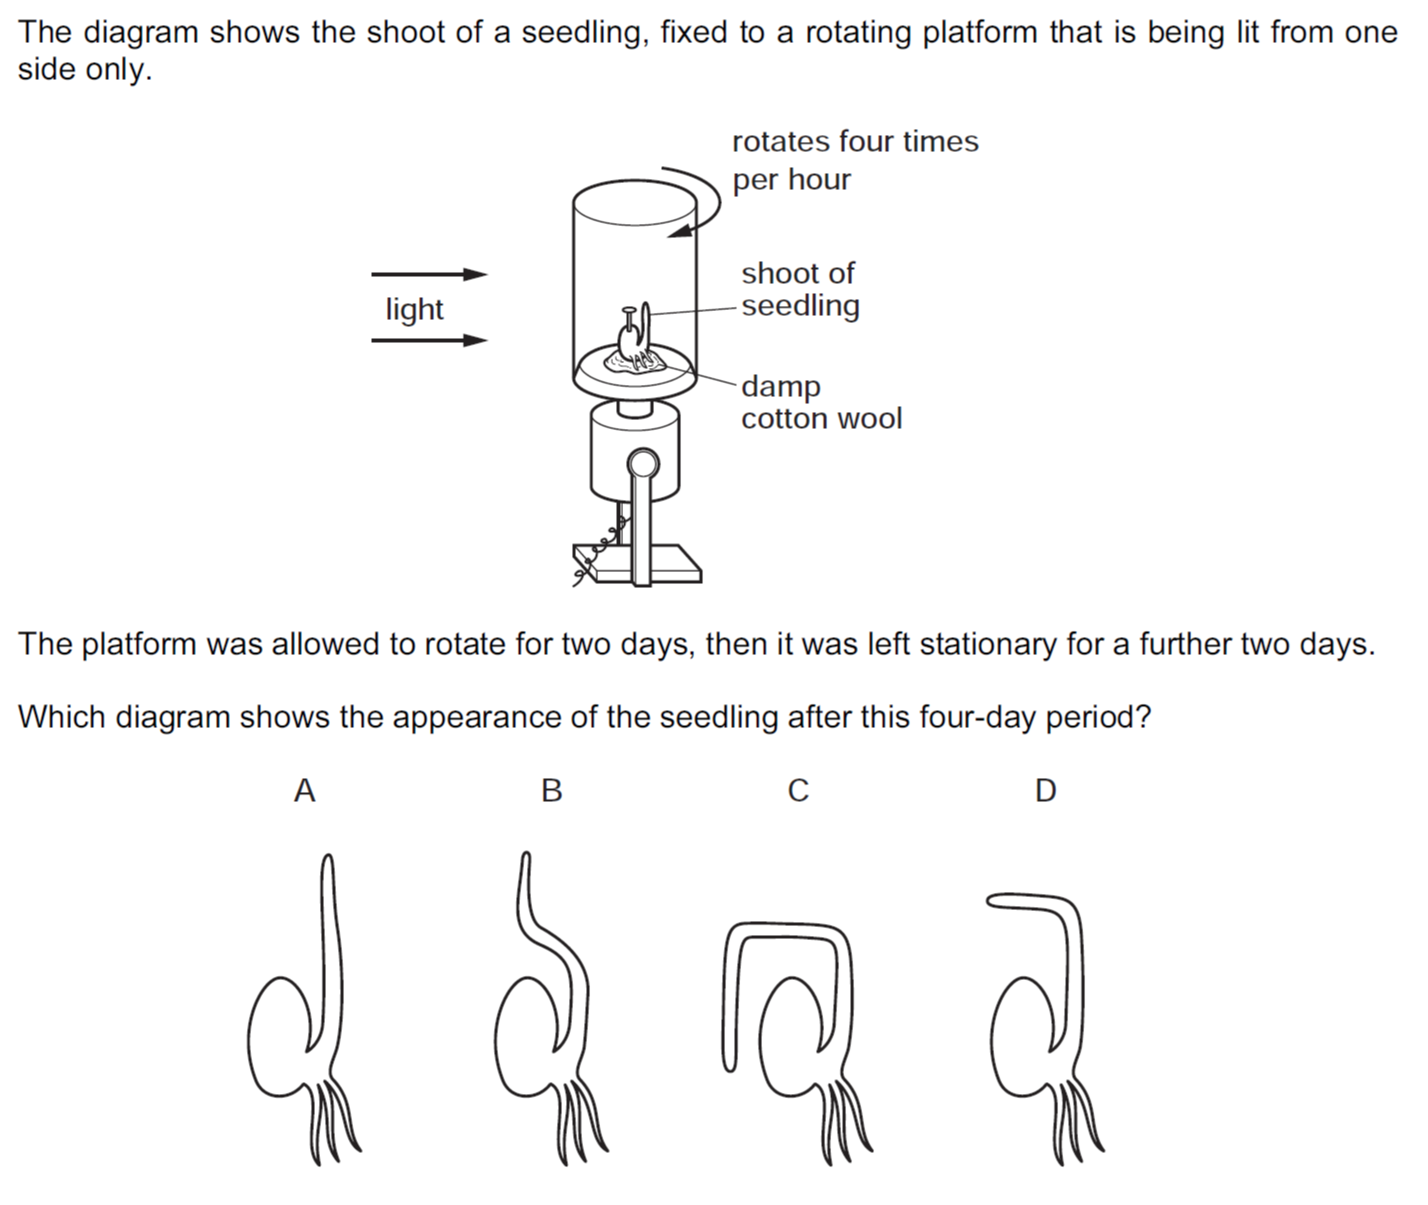 The diagram shows the shoot of a seedling, fixed to a rotating platform that is being lit from one
side only.
rotates four times
per hour
light
shoot of
seedling
damp
cotton wool
The platform was allowed to rotate for two days, then it was left stationary for a further two days.
Which diagram shows the appearance of the seedling after this four-day period?
A B C D